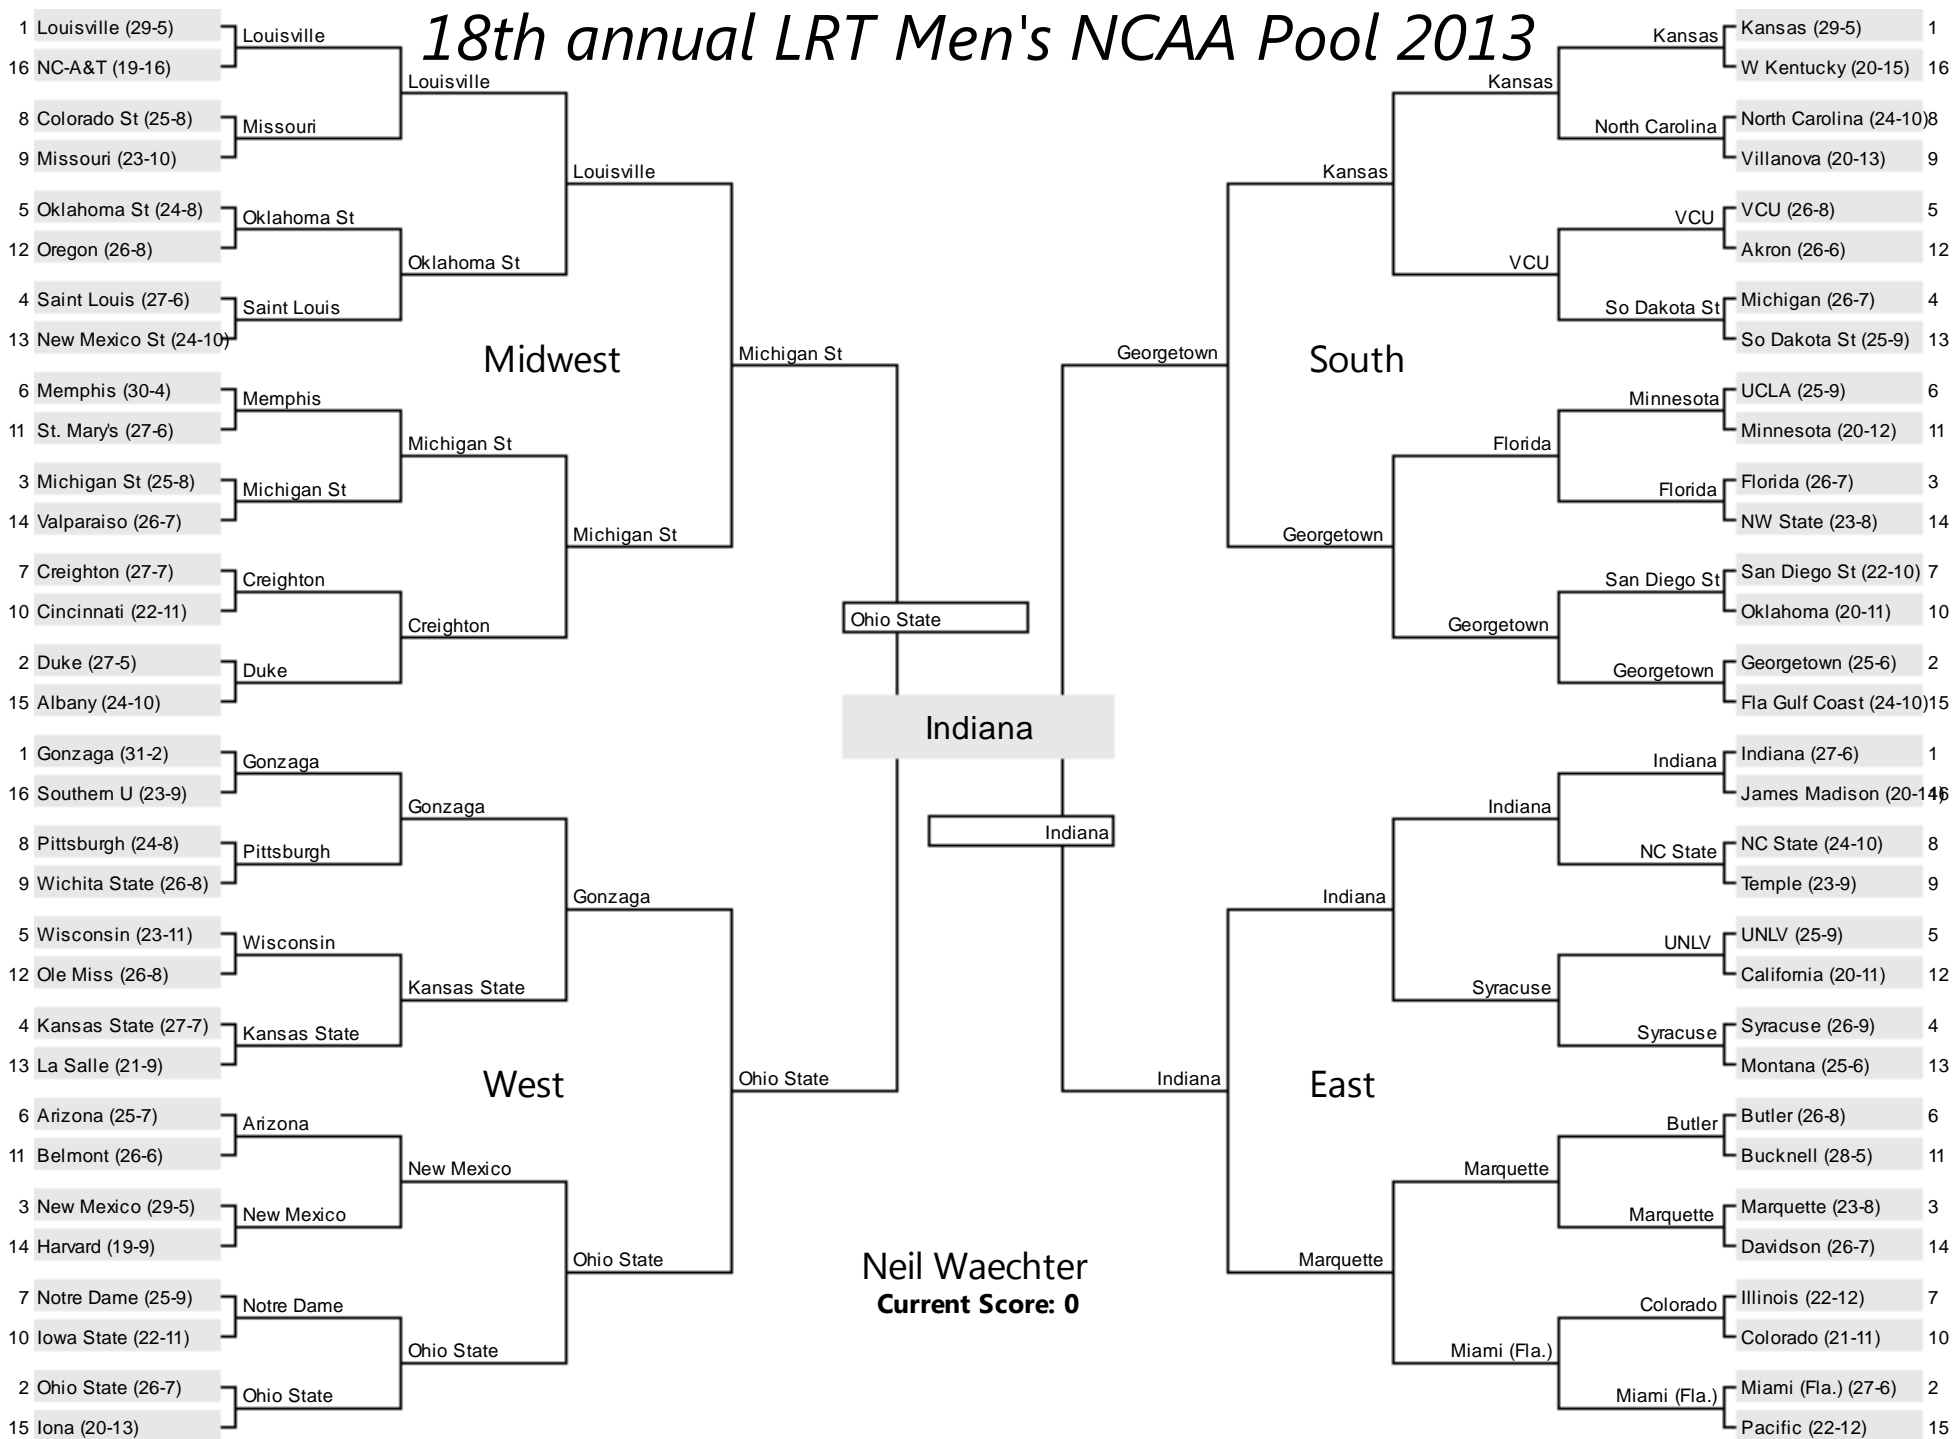 18th annual LRT Men's NCAA Pool 2013
1 Louisville (29-5)
16 NC-A&T (19-16)
8 Colorado St (25-8)
9 Missouri (23-10)
5 Oklahoma St (24-8)
12 Oregon (26-8)
4 Saint Louis (27-6)
13 New Mexico St (24-10)
6 Memphis (30-4)
11 St. Mary's (27-6)
3 Michigan St (25-8)
14 Valparaiso (26-7)
7 Creighton (27-7)
10 Cincinnati (22-11)
2 Duke (27-5)
15 Albany (24-10)
Louisville
Missouri
Oklahoma St
Saint Louis
Memphis
Michigan St
Creighton
Duke
Louisville
Oklahoma St
Michigan St
Creighton
Louisville
Michigan St
Midwest
Michigan St
1 Gonzaga (31-2)
16 Southern U (23-9)
8 Pittsburgh (24-8)
9 Wichita State (26-8)
5 Wisconsin (23-11)
12 Ole Miss (26-8)
4 Kansas State (27-7)
13 La Salle (21-9)
6 Arizona (25-7)
11 Belmont (26-6)
3 New Mexico (29-5)
14 Harvard (19-9)
7 Notre Dame (25-9)
10 Iowa State (22-11)
2 Ohio State (26-7)
15 Iona (20-13)
Gonzaga
Pittsburgh
Wisconsin
Kansas State
Arizona
New Mexico
Notre Dame
Ohio State
Gonzaga
Kansas State
New Mexico
Ohio State
Gonzaga
Ohio State
West
Ohio State
Ohio State
Indiana
Indiana
Neil Waechter
Current Score: 0
Georgetown
South
Kansas
Georgetown
Kansas
VCU
Florida
Georgetown
Kansas
North Carolina
VCU
So Dakota St
Minnesota
Florida
San Diego St
Georgetown
Kansas (29-5) 1
W Kentucky (20-15) 16
North Carolina (24-10) 8
Villanova (20-13) 9
VCU (26-8) 5
Akron (26-6) 12
Michigan (26-7) 4
So Dakota St (25-9) 13
UCLA (25-9) 6
Minnesota (20-12) 11
Florida (26-7) 3
NW State (23-8) 14
San Diego St (22-10) 7
Oklahoma (20-11) 10
Georgetown (25-6) 2
Fla Gulf Coast (24-10) 15
Indiana
East
Indiana
Marquette
Indiana
Syracuse
Marquette
Miami (Fla.)
Indiana
NC State
UNLV
Syracuse
Butler
Marquette
Colorado
Miami (Fla.)
Indiana (27-6) 1
James Madison (20-14) 16
NC State (24-10) 8
Temple (23-9) 9
UNLV (25-9) 5
California (20-11) 12
Syracuse (26-9) 4
Montana (25-6) 13
Butler (26-8) 6
Bucknell (28-5) 11
Marquette (23-8) 3
Davidson (26-7) 14
Illinois (22-12) 7
Colorado (21-11) 10
Miami (Fla.) (27-6) 2
Pacific (22-12) 15